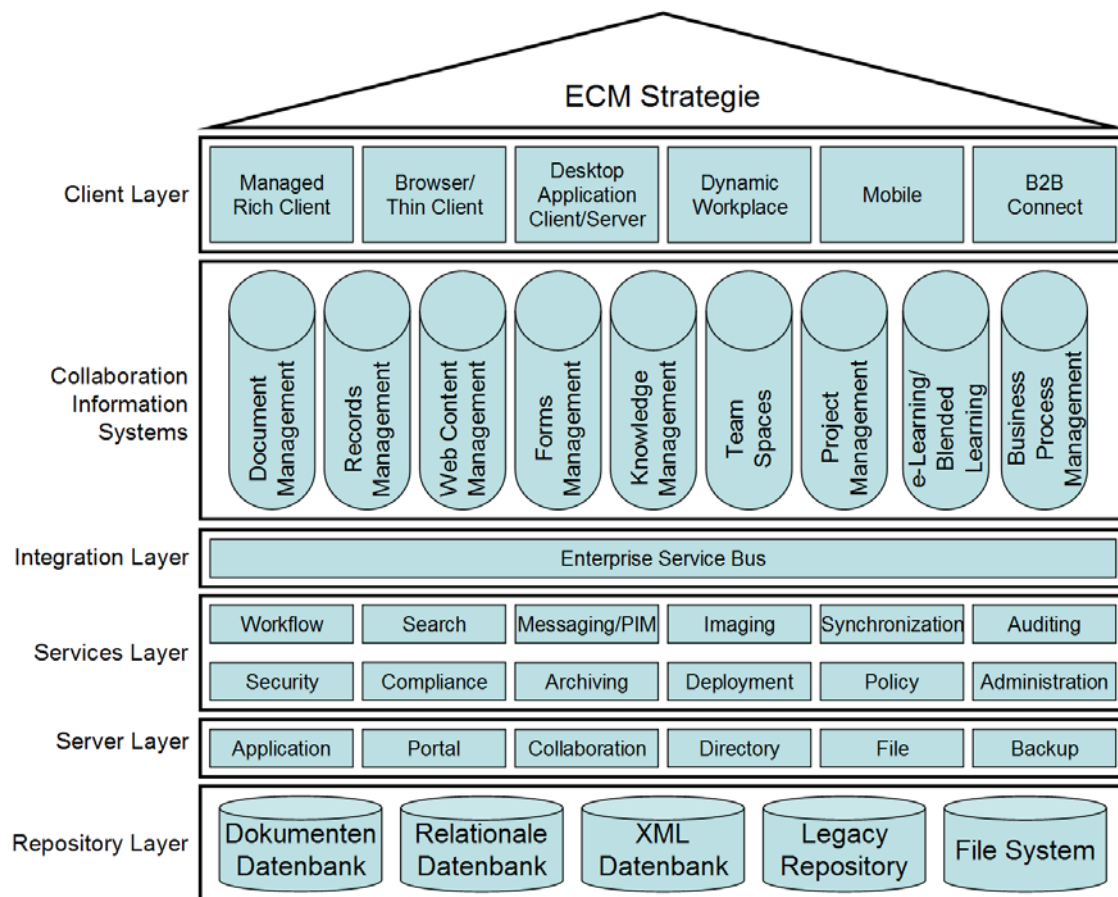 ECM Strategie
Client Layer
Managed
Rich Client
Browser/
Thin Client
Desktop
Application
Client/Server
Dynamic
Workplace
Mobile
B2B
Connect
Collaboration
Information
Systems
Document
Management
Records
Management
Web Content
Management
Forms
Management
Knowledge
Management
Team
Spaces
Project
Management
e-Learning/
Blended
Learning
Business
Process
Management
Integration Layer
Enterprise Service Bus
Services Layer
Workflow
Search
Messaging/PIM
Imaging
Synchronization
Auditing
Security
Compliance
Archiving
Deployment
Policy
Administration
Server Layer
Application
Portal
Collaboration
Directory
File
Backup
Repository Layer
Dokumenten
Datenbank
Relationale
Datenbank
XML
Datenbank
Legacy
Repository
File System